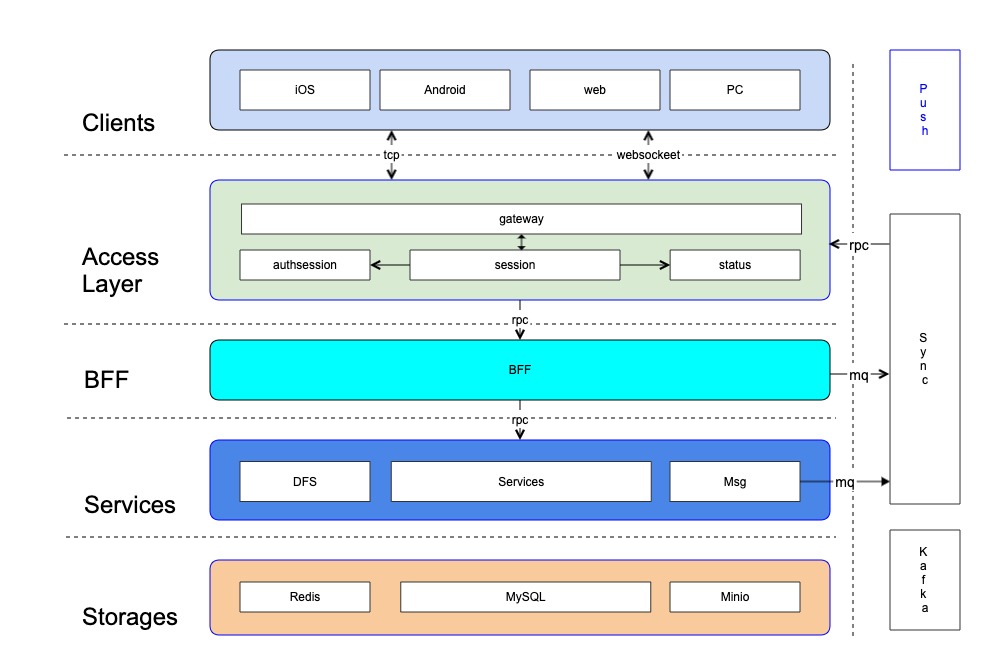 Clients
iOS
Android
web
PC
Push
tcp
websockeet
Access
Layer
gateway
authsession
session
status
rpc
Sync
rpc
BFF
BFF
mq
rpc
Services
DFS
Services
Msg
mq
Storages
Redis
MySQL
Minio
Kafka